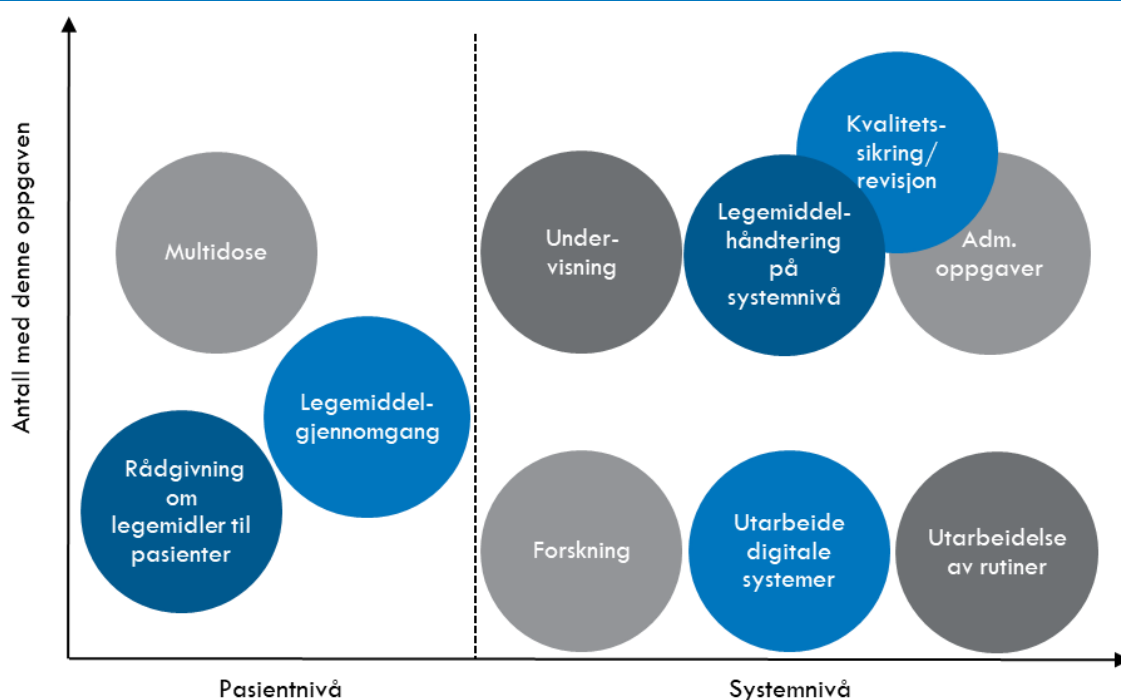 Antall med denne oppgaven
Multidose
Legemiddel-
gjennomgang
Rådgivning
om
legemidler til
pasienter
Under-
visning
Legemiddel-
håndtering
på
systemnivå
Kvalitets-
sikring/
revisjon
Adm.
oppgaver
Forskning
Utarbeide
digitale
systemer
Utarbeidelse
av rutiner
Pasientnivå
Systemnivå